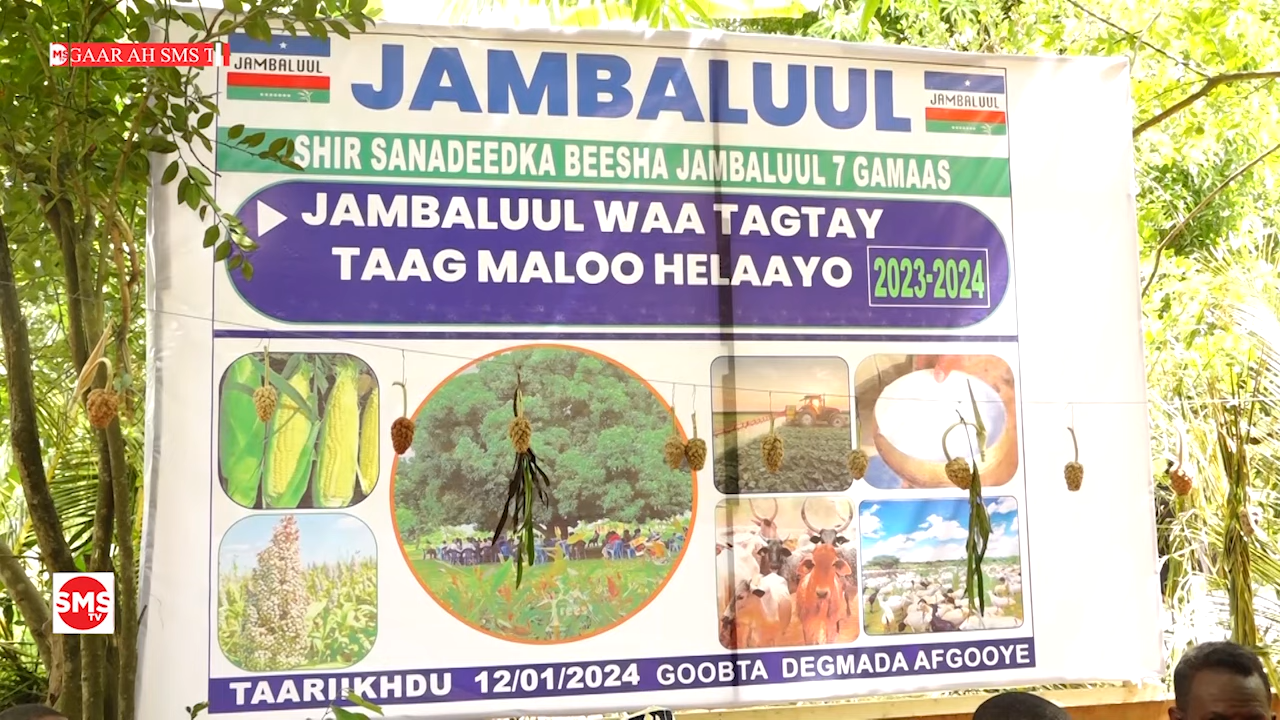 GAAR AH SMS T
JAMBALUUL
JAMBALUUL
JAMBALUUL
SHIR SANADEEDKA BEESHA JAMBALUUL 7 GAMAAS
JAMBALUUL WAA TAGTAY
TAAG MALOO HELAAYO 2023-2024
SMS
TV
TAARIIKHDU 12/01/2024 GOOBTA DEGMADA AFGOOYE